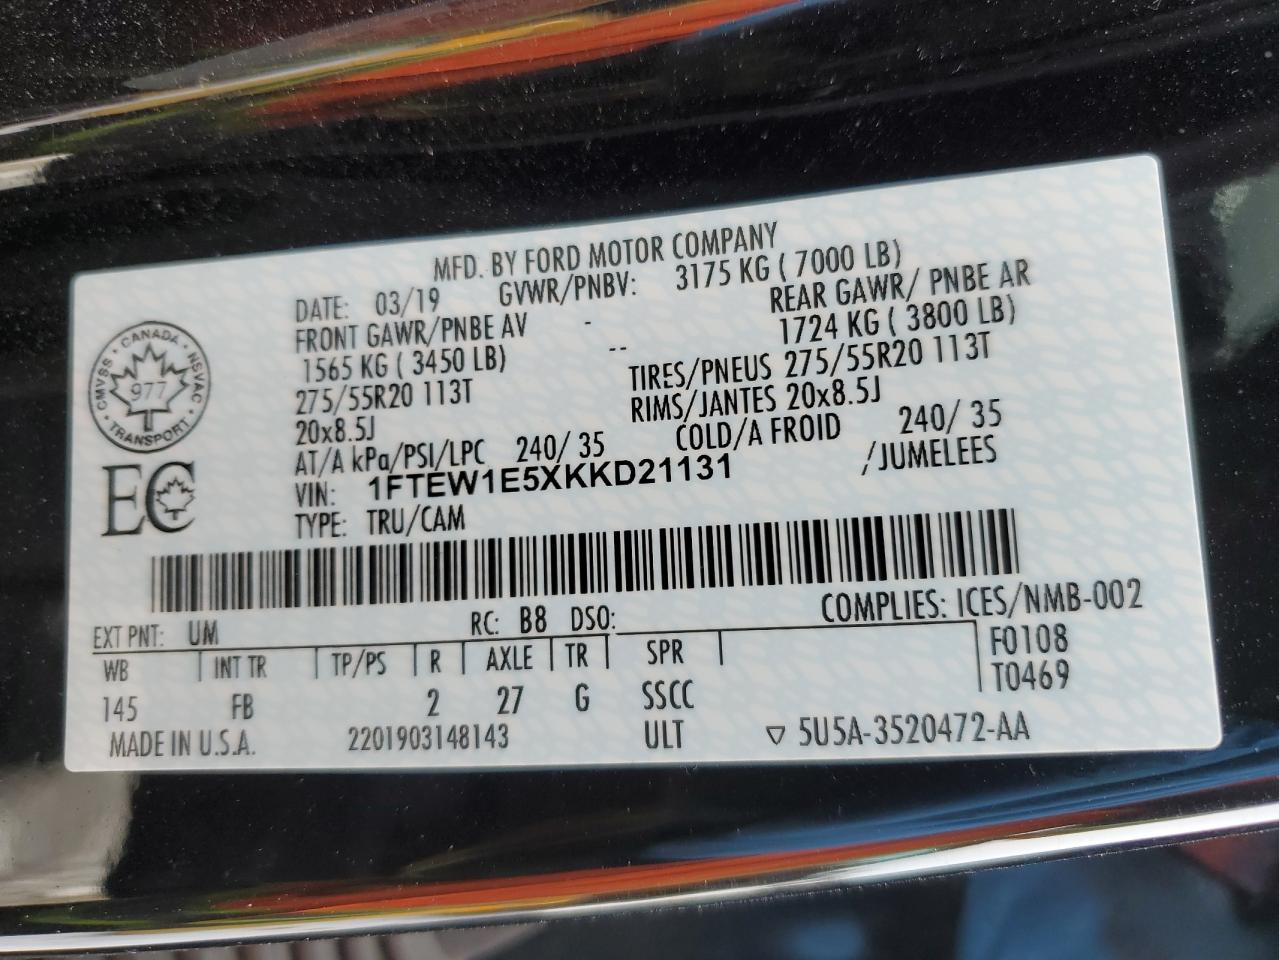 MFD. BY FORD MOTOR COMPANY
DATE: 03/19 GVWR/PNBV: 3175 KG ( 7000 LB)
FRONT GAWR/PNBE AV - REAR GAWR/ PNBE AR
1565 KG ( 3450 LB) -- 1724 KG ( 3800 LB)
275/55R20 113T TIRES/PNEUS 275/55R20 113T
20x8.5J RIMS/JANTES 20x8.5J
AT/A kPa/PSI/LPC 240/ 35 COLD/A FROID 240/ 35
VIN: 1FTEW1E5XKKD21131 /JUMELEES
TYPE: TRU/CAM
CANADA
CMVSS NSVAC
977
TRANSPORT
EC
EXT PNT: UM RC: B8 DSO: COMPLIES: ICES/NMB-002
WB INT TR TP/PS R AXLE TR SPR F0108
T0469
145 FB 2 27 G SSCC
MADE IN U.S.A. 2201903148143 ULT ▽ 5U5A-3520472-AA